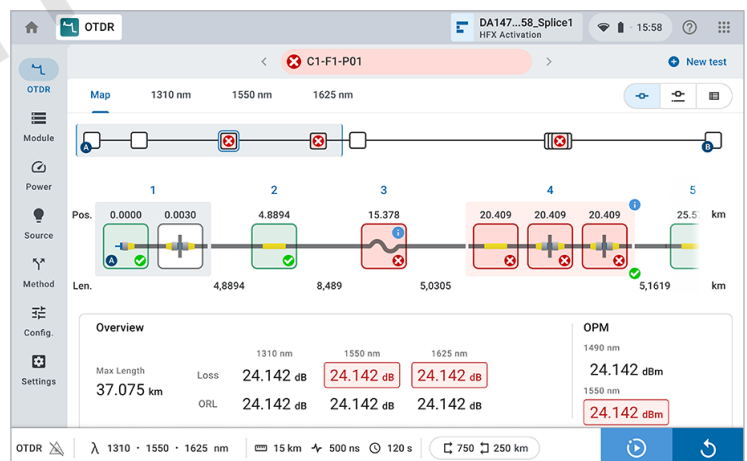 OTDR
DA147...58_Splice1
HFX Activation
15:58
C1-F1-P01
New test
OTDR
Module
Power
Source
Method
Config.
Settings
Map 1310 nm 1550 nm 1625 nm
A B
1 2 3 4 5
Pos. 0.0000 0.0030 4.8894 15.378 20.409 20.409 20.409 25.5 km
A
Len. 4,8894 8,489 5,0305 5,1619 km
Overview
1310 nm 1550 nm 1625 nm
Max Length
37.075 km
Loss 24.142 dB 24.142 dB 24.142 dB
ORL 24.142 dB 24.142 dB 24.142 dB
OPM
1490 nm
24.142 dBm
1550 nm
24.142 dBm
OTDR λ 1310 · 1550 · 1625 nm 15 km 500 ns 120 s 750 250 km